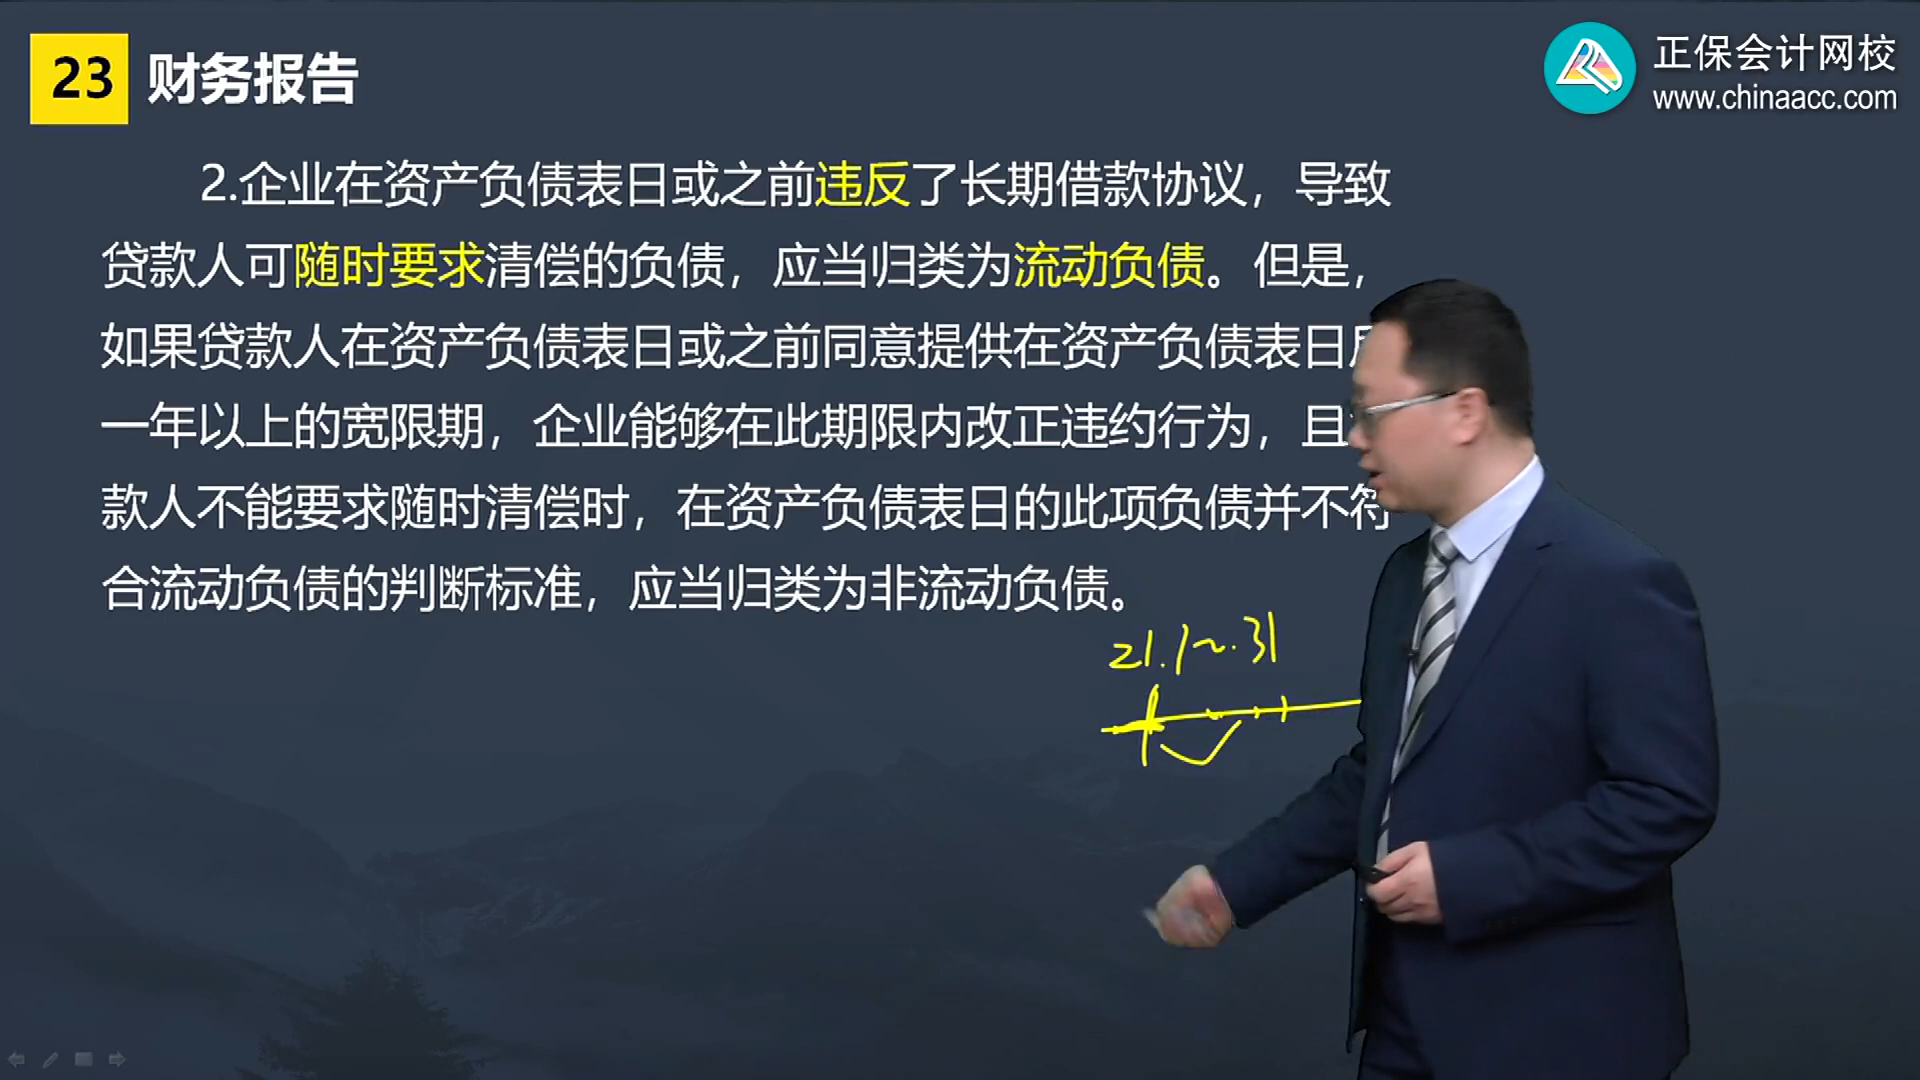 23 财务报告
正保会计网校
www.chinaacc.com
2.企业在资产负债表日或之前违反了长期借款协议，导致
贷款人可随时要求清偿的负债，应当归类为流动负债。但是，
如果贷款人在资产负债表日或之前同意提供在资产负债表日
一年以上的宽限期，企业能够在此期限内改正违约行为，且
款人不能要求随时清偿时，在资产负债表日的此项负债并不符
合流动负债的判断标准，应当归类为非流动负债。
21.12.31